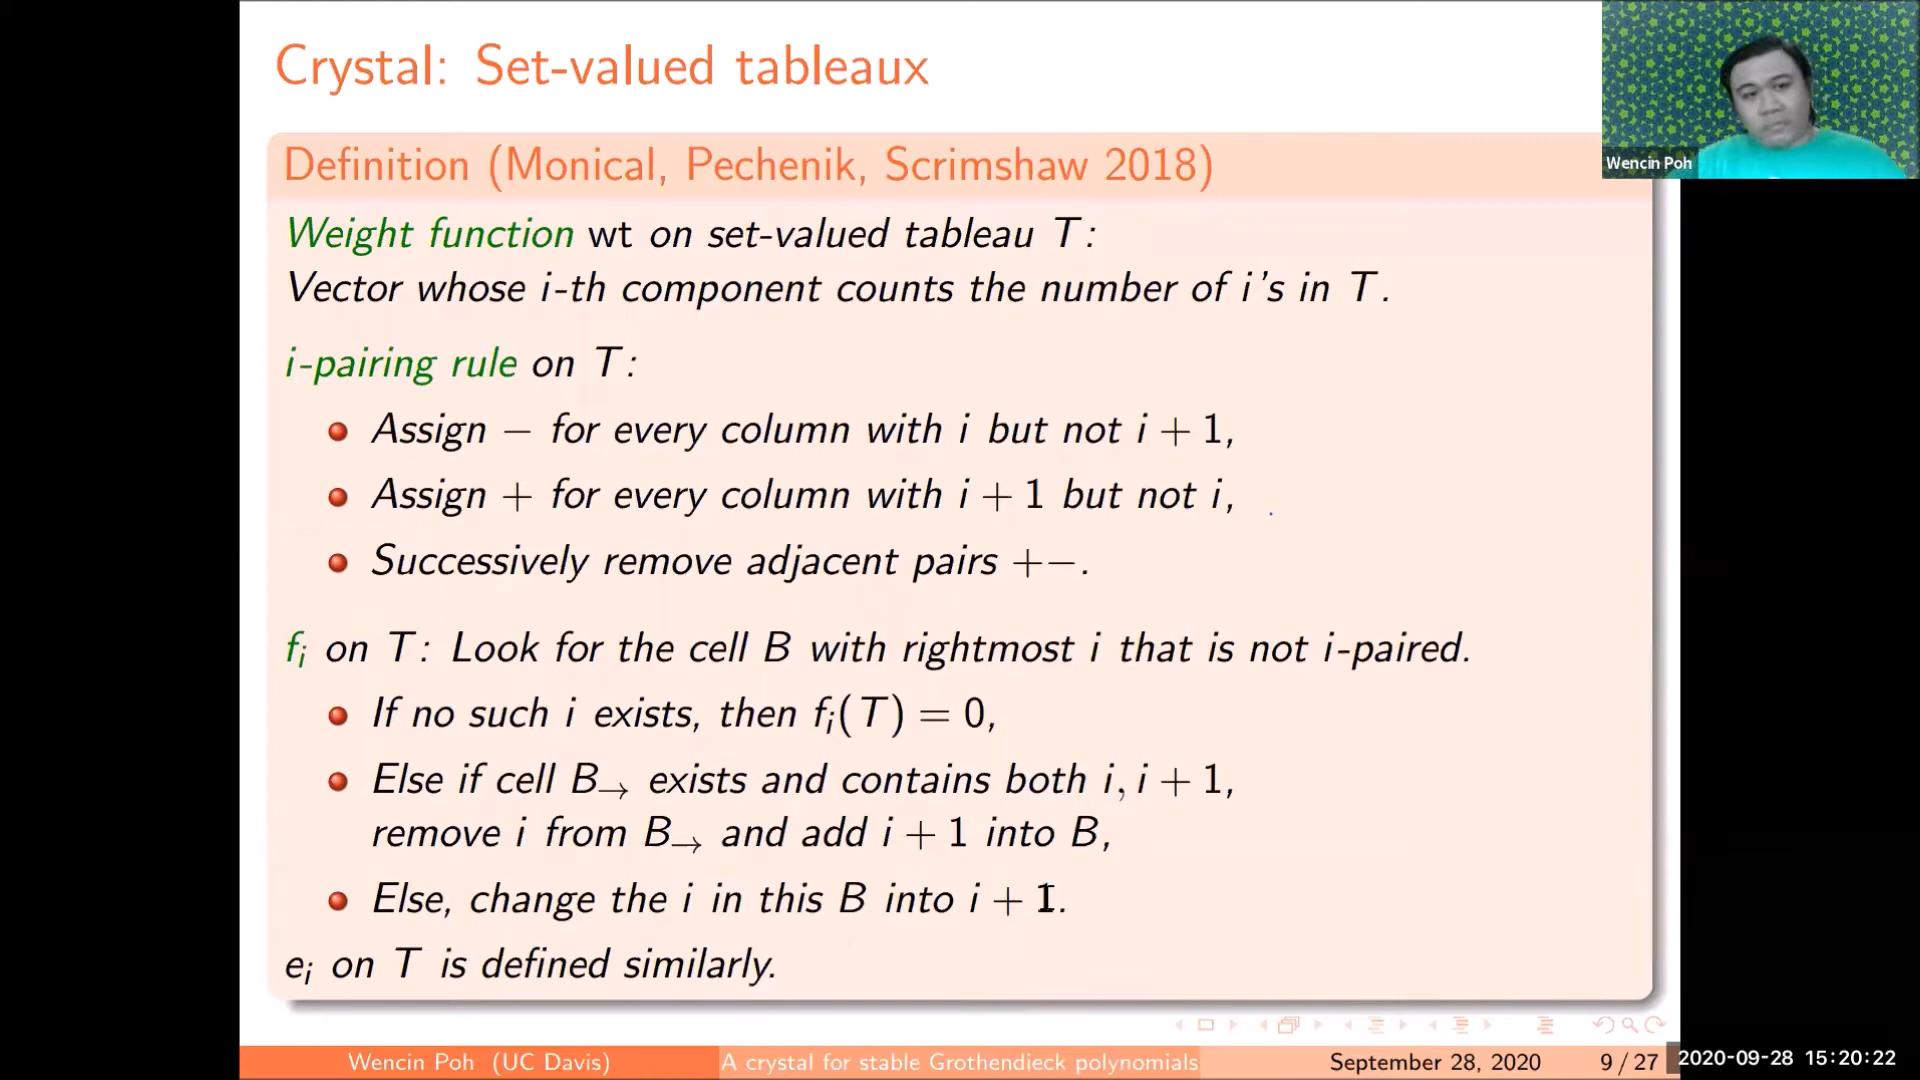 Crystal: Set-valued tableaux
Wencin Poh
Definition (Monical, Pechenik, Scrimshaw 2018)
Weight function wt on set-valued tableau T:
Vector whose i-th component counts the number of i's in T.
i-pairing rule on T:
Assign − for every column with i but not i + 1,
Assign + for every column with i + 1 but not i,
Successively remove adjacent pairs +−.
fᵢ on T: Look for the cell B with rightmost i that is not i-paired.
If no such i exists, then fᵢ(T) = 0,
Else if cell B→ exists and contains both i, i + 1,
remove i from B→ and add i + 1 into B,
Else, change the i in this B into i + 1.
eᵢ on T is defined similarly.
Wencin Poh (UC Davis) A crystal for stable Grothendieck polynomials September 28, 2020 9 / 27 2020-09-28 15:20:22